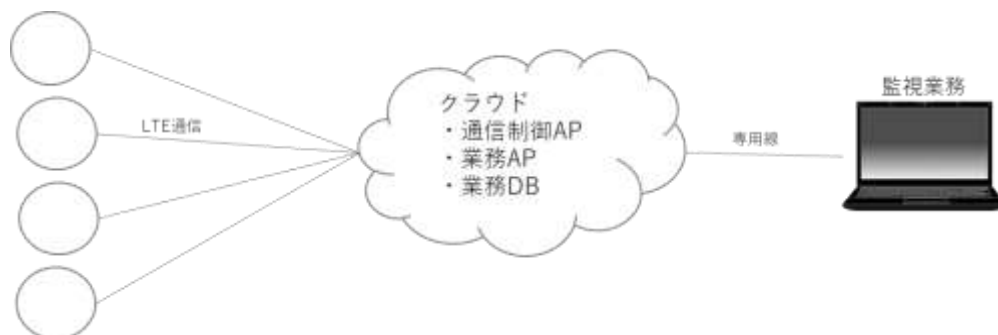 LTE通信
クラウド
・通信制御AP
・業務AP
・業務DB
専用線
監視業務